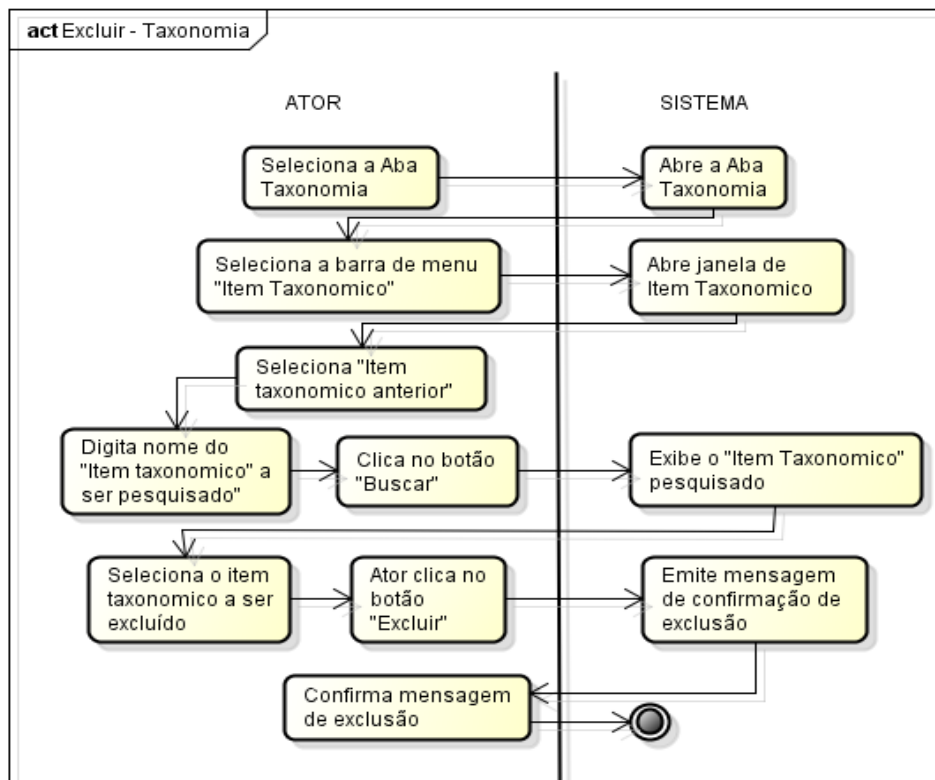 act Excluir - Taxonomia
ATOR
SISTEMA
Seleciona a Aba
Taxonomia
Abre a Aba
Taxonomia
Seleciona a barra de menu
"Item Taxonomico"
Abre janela de
Item Taxonomico
Seleciona "Item
taxonomico anterior"
Digita nome do
"Item taxonomico" a
ser pesquisado"
Clica no botão
"Buscar"
Exibe o "Item Taxonomico"
pesquisado
Seleciona o item
taxonomico a ser
excluído
Ator clica no
botão
"Excluir"
Emite mensagem
de confirmação de
exclusão
Confirma mensagem
de exclusão